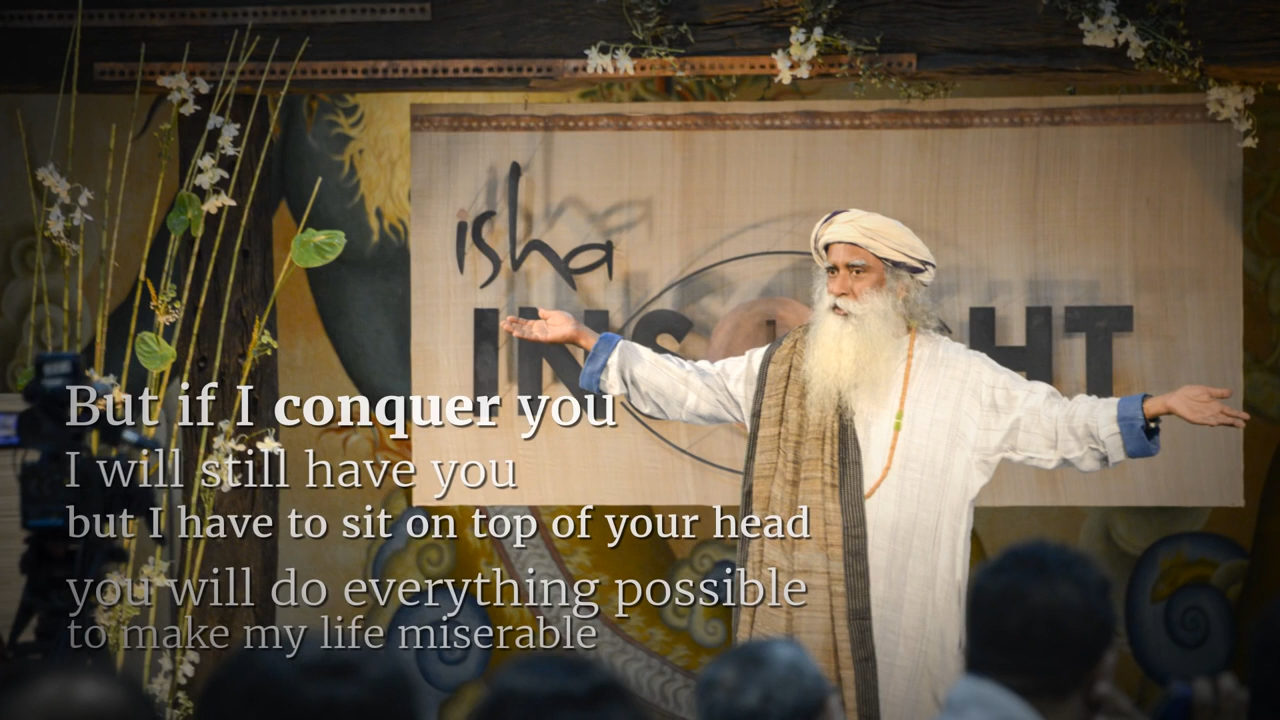 isha
INSIGHT
But if I conquer you
I will still have you
but I have to sit on top of your head
you will do everything possible
to make my life miserable